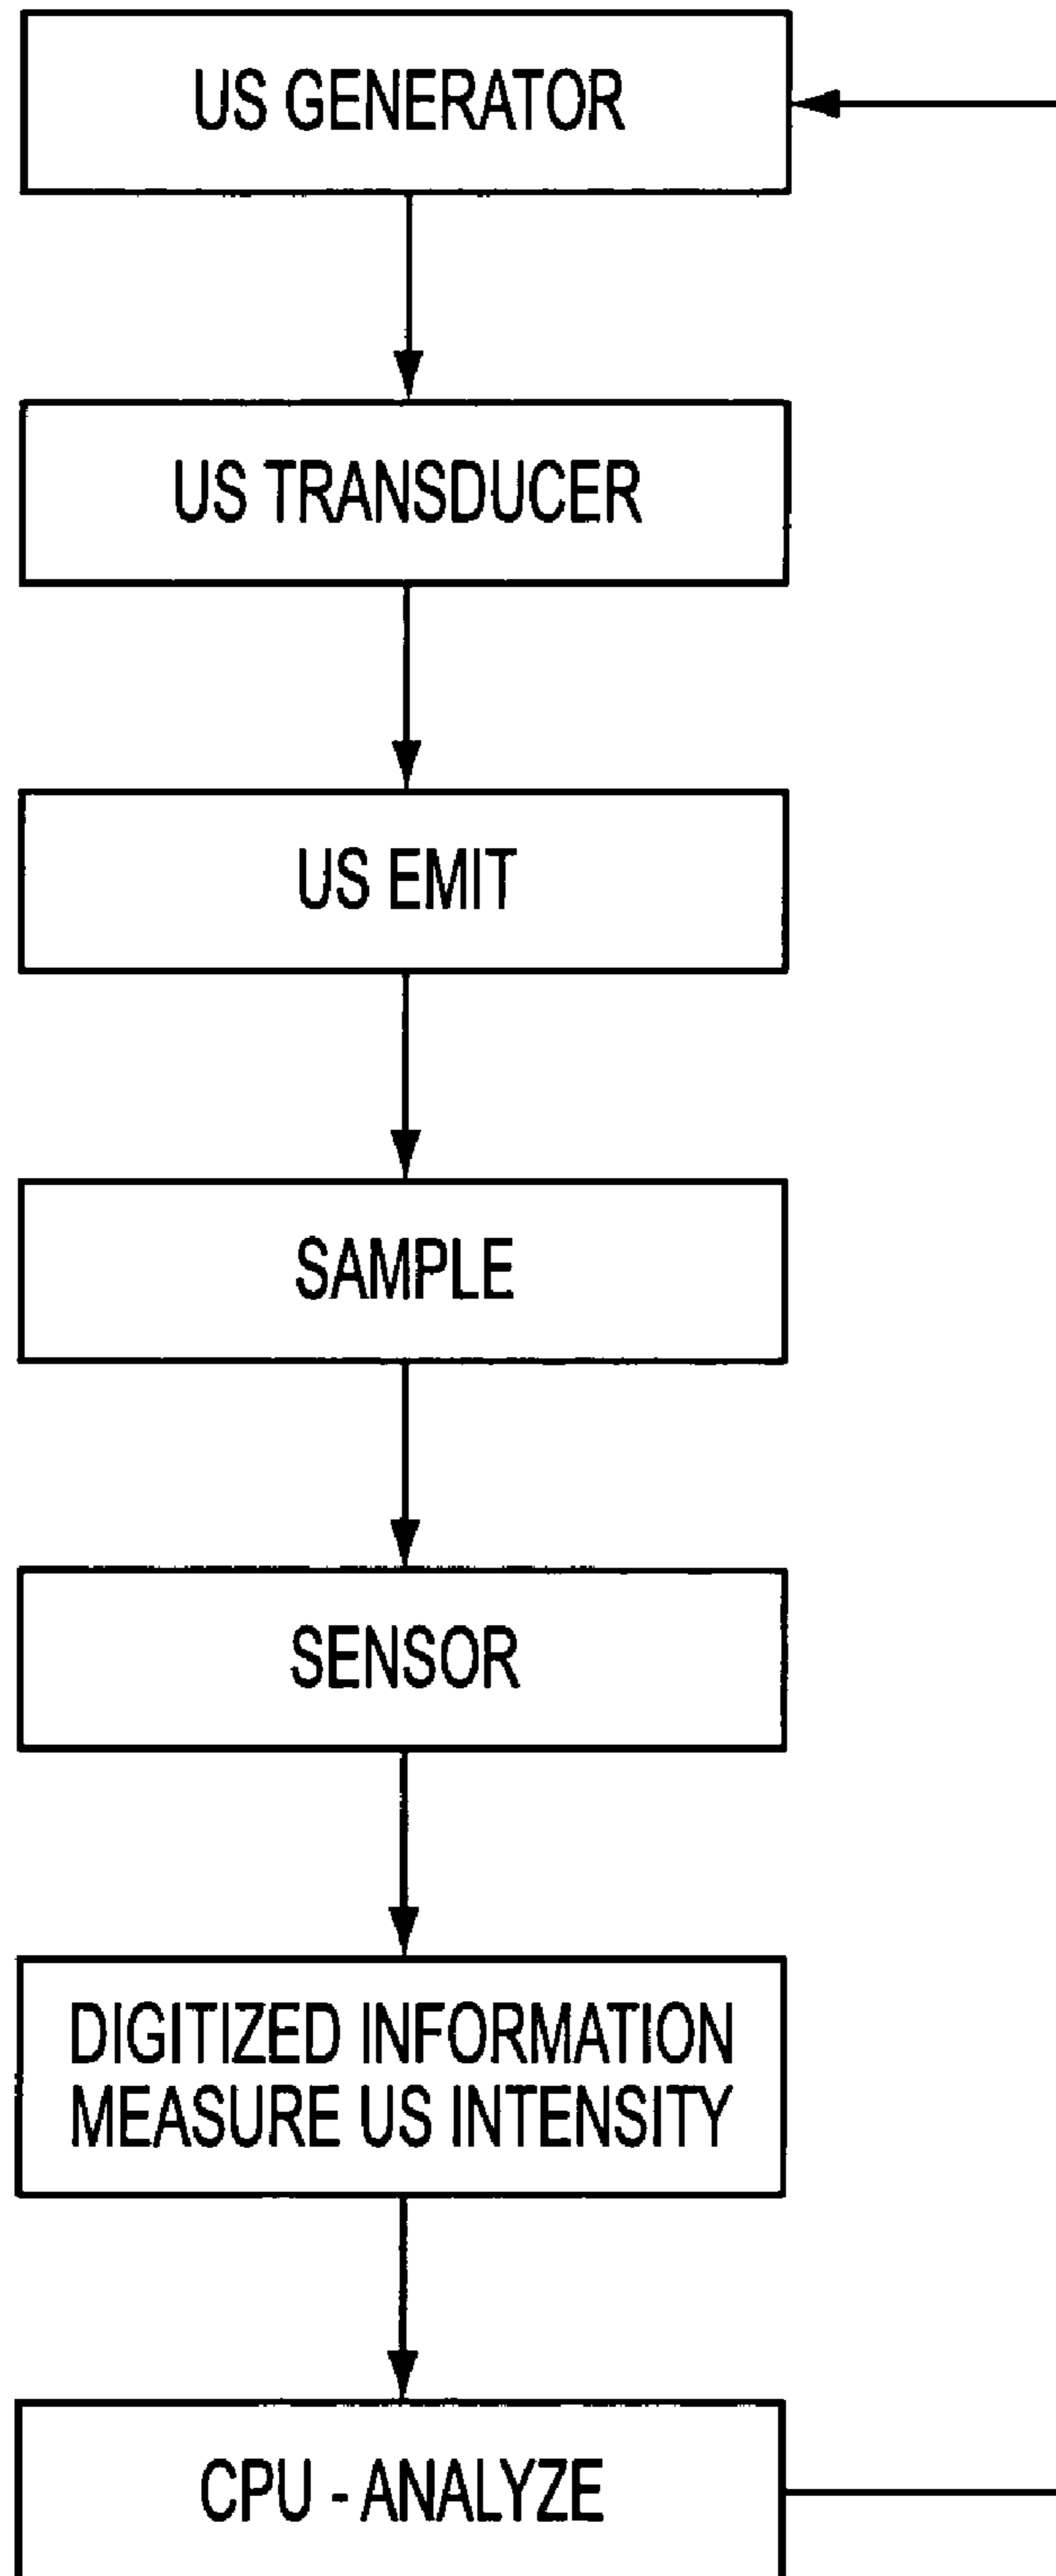 US GENERATOR
US TRANSDUCER
US EMIT
SAMPLE
SENSOR
DIGITIZED INFORMATION
MEASURE US INTENSITY
CPU - ANALYZE